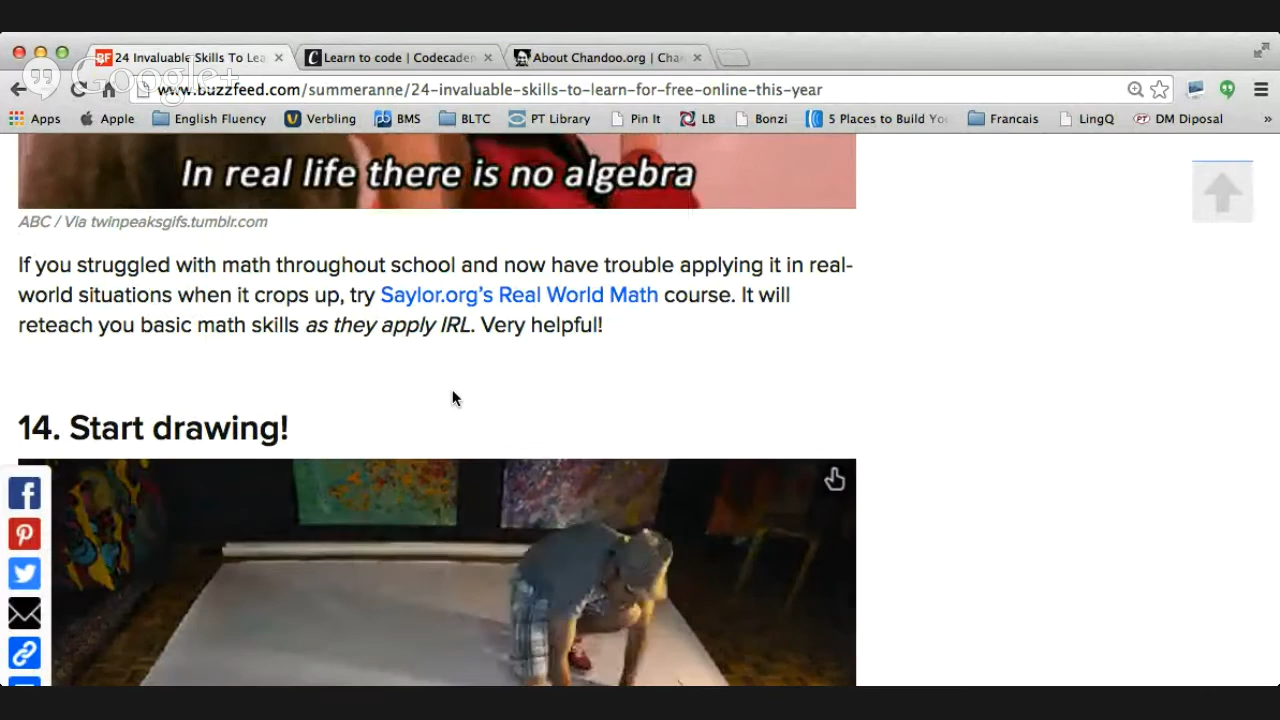 24 Invaluable Skills To Lea
Learn to code | Codecade
About Chandoo.org | Cha
Google+
www.buzzfeed.com/summeranne/24-invaluable-skills-to-learn-for-free-online-this-year
Apps Apple English Fluency Verbling BMS BLTC PT Library Pin It LB Bonzi 5 Places to Build Yo Francais LingQ DM Diposal »
In real life there is no algebra
ABC / Via twinpeaksgifs.tumblr.com
If you struggled with math throughout school and now have trouble applying it in real-
world situations when it crops up, try Saylor.org's Real World Math course. It will
reteach you basic math skills as they apply IRL. Very helpful!
14. Start drawing!